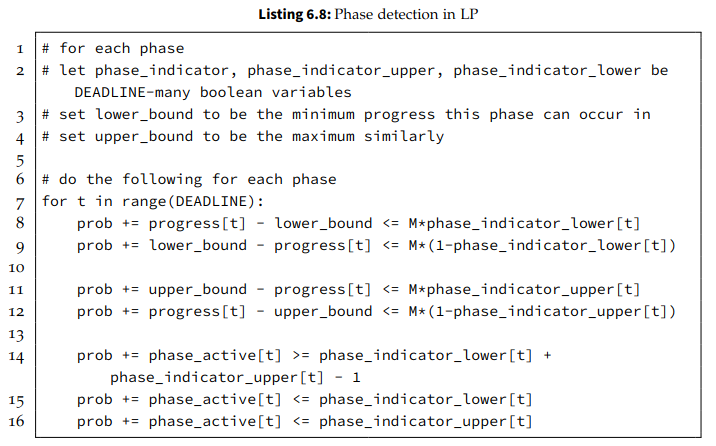 Listing 6.8: Phase detection in LP
1 # for each phase
2 # let phase_indicator, phase_indicator_upper, phase_indicator_lower be
DEADLINE-many boolean variables
3 # set lower_bound to be the minimum progress this phase can occur in
4 # set upper_bound to be the maximum similarly
5
6 # do the following for each phase
7 for t in range(DEADLINE):
8 prob += progress[t] - lower_bound <= M*phase_indicator_lower[t]
9 prob += lower_bound - progress[t] <= M*(1-phase_indicator_lower[t])
10
11 prob += upper_bound - progress[t] <= M*phase_indicator_upper[t]
12 prob += progress[t] - upper_bound <= M*(1-phase_indicator_upper[t])
13
14 prob += phase_active[t] >= phase_indicator_lower[t] +
phase_indicator_upper[t] - 1
15 prob += phase_active[t] <= phase_indicator_lower[t]
16 prob += phase_active[t] <= phase_indicator_upper[t]